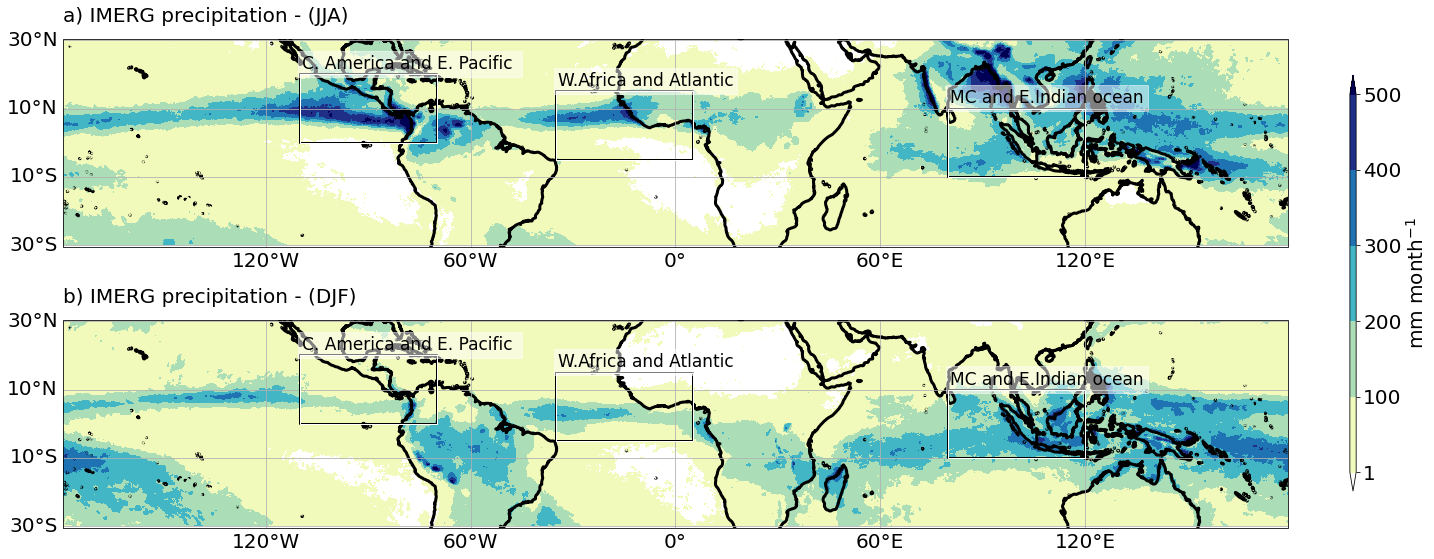 a) IMERG precipitation - (JJA)
30°N
10°N
10°S
30°S
C. America and E. Pacific
W.Africa and Atlantic
MC and E.Indian ocean
120°W
60°W
0°
60°E
120°E
b) IMERG precipitation - (DJF)
30°N
10°N
10°S
30°S
C. America and E. Pacific
W.Africa and Atlantic
MC and E.Indian ocean
120°W
60°W
0°
60°E
120°E
500
400
300
200
100
1
mm month⁻¹